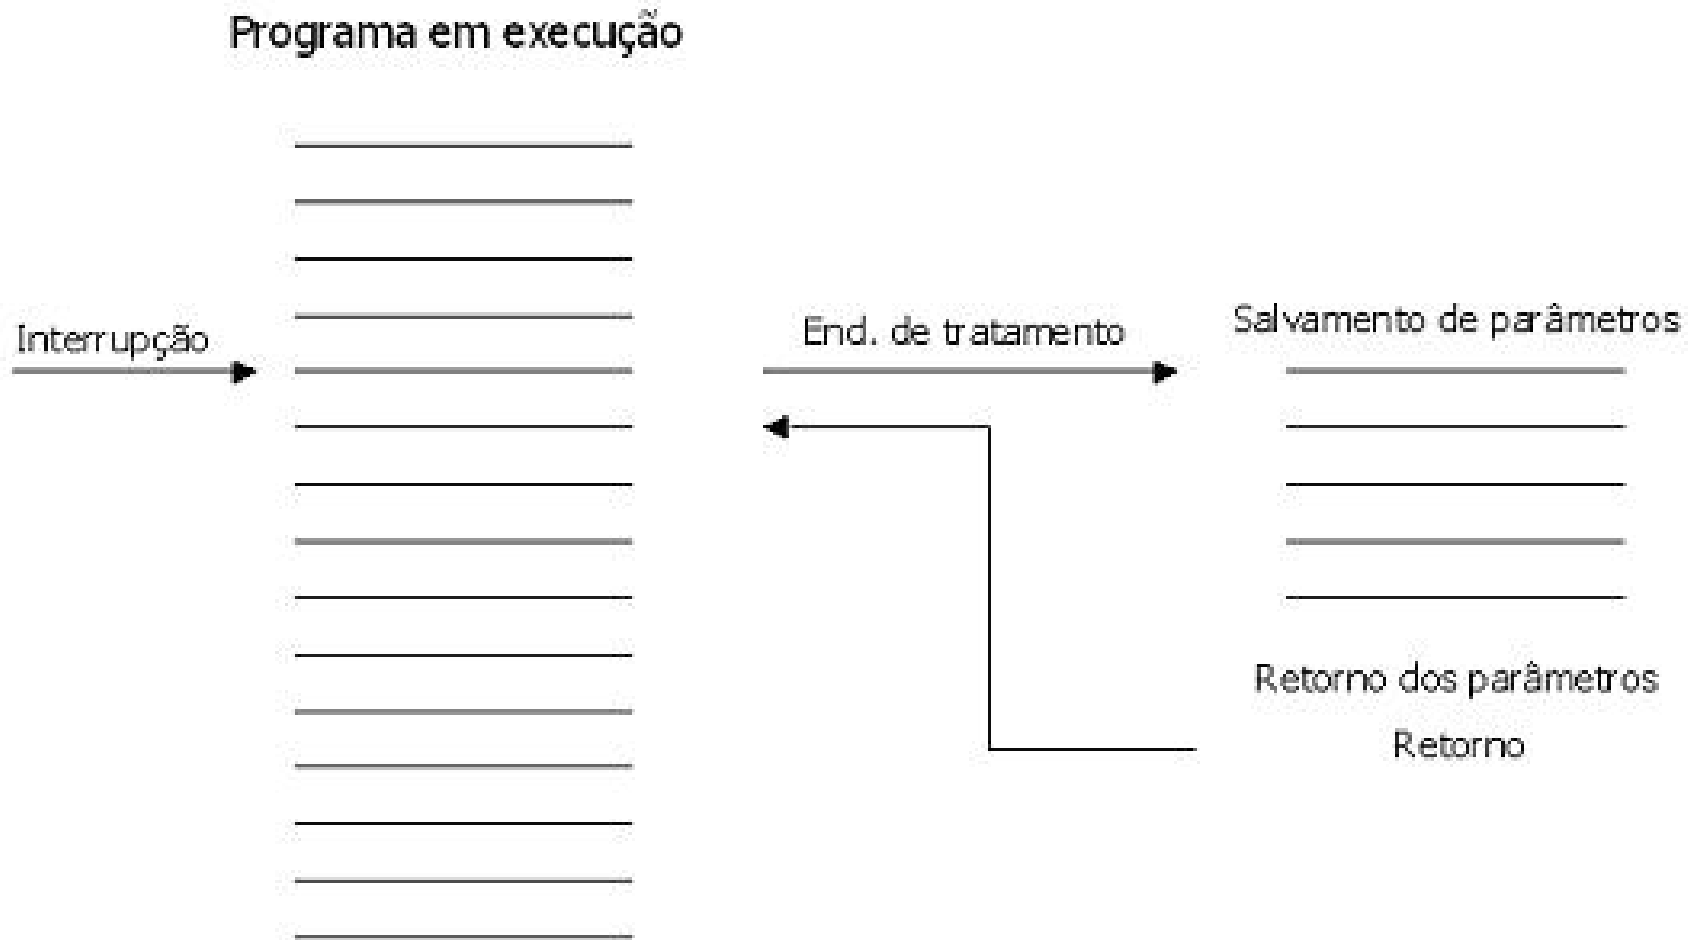 Programa em execução
Interrupção
End. de tratamento
Salvamento de parâmetros
Retorno dos parâmetros
Retorno